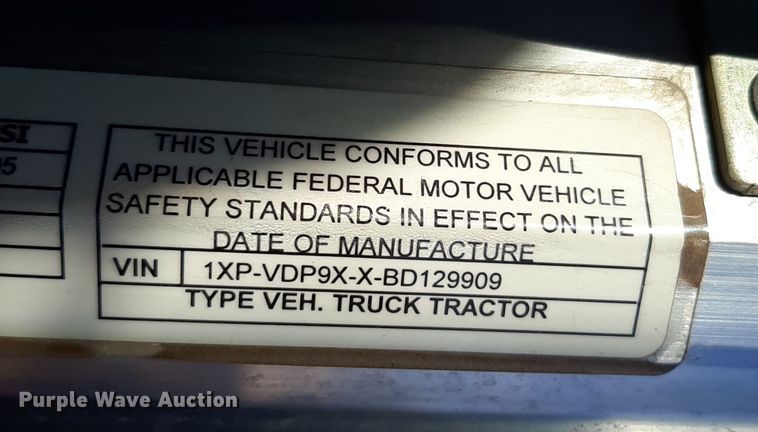 SI
05
THIS VEHICLE CONFORMS TO ALL
APPLICABLE FEDERAL MOTOR VEHICLE
SAFETY STANDARDS IN EFFECT ON THE
DATE OF MANUFACTURE
VIN 1XP-VDP9X-X-BD129909
TYPE VEH. TRUCK TRACTOR
Purple Wave Auction